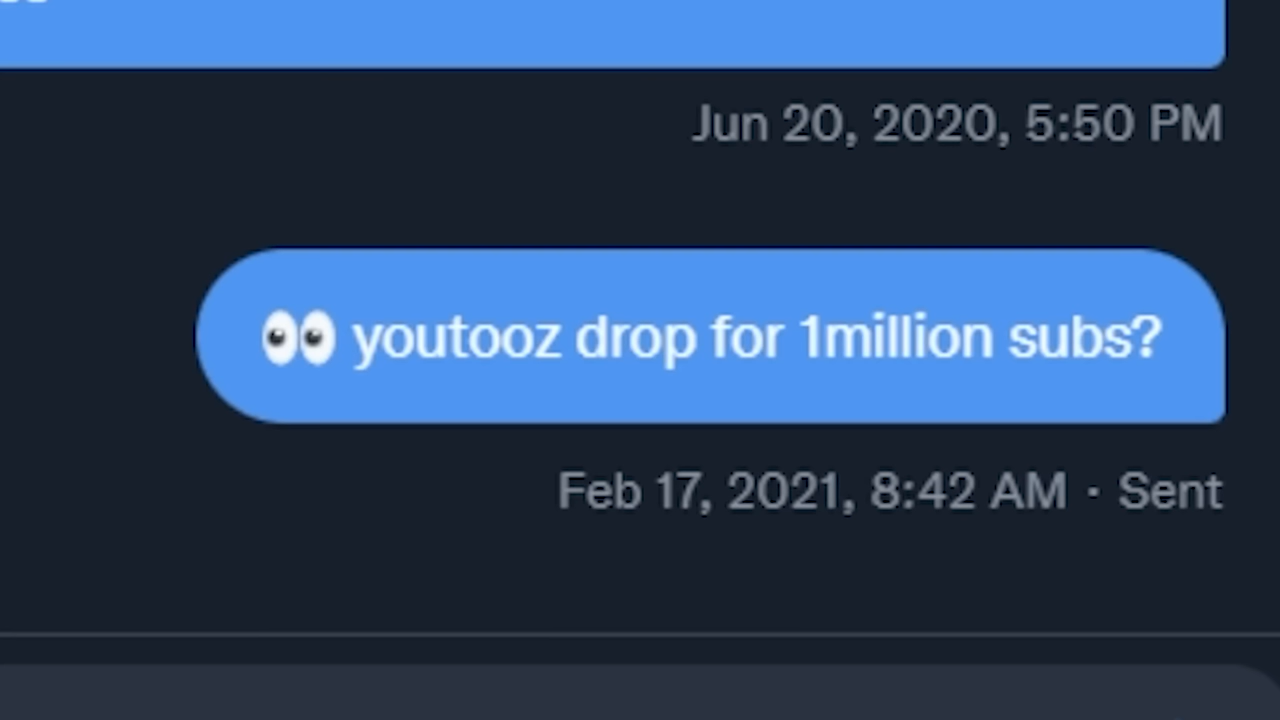 Jun 20, 2020, 5:50 PM
👀 youtooz drop for 1million subs?
Feb 17, 2021, 8:42 AM · Sent